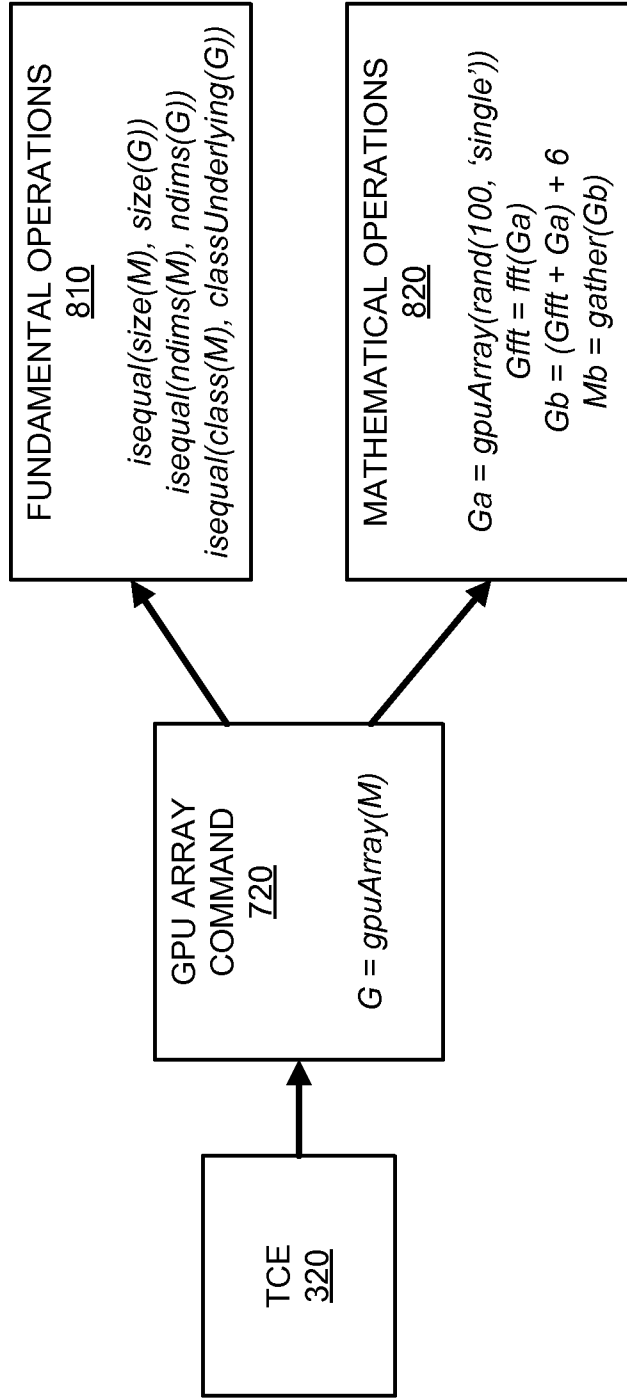 TCE
320
GPU ARRAY
COMMAND
720
G = gpuArray(M)
FUNDAMENTAL OPERATIONS
810
isequal(size(M), size(G))
isequal(ndims(M), ndims(G))
isequal(class(M), classUnderlying(G))
MATHEMATICAL OPERATIONS
820
Ga = gpuArray(rand(100, ‘single’))
Gfft = fft(Ga)
Gb = (Gfft + Ga) + 6
Mb = gather(Gb)